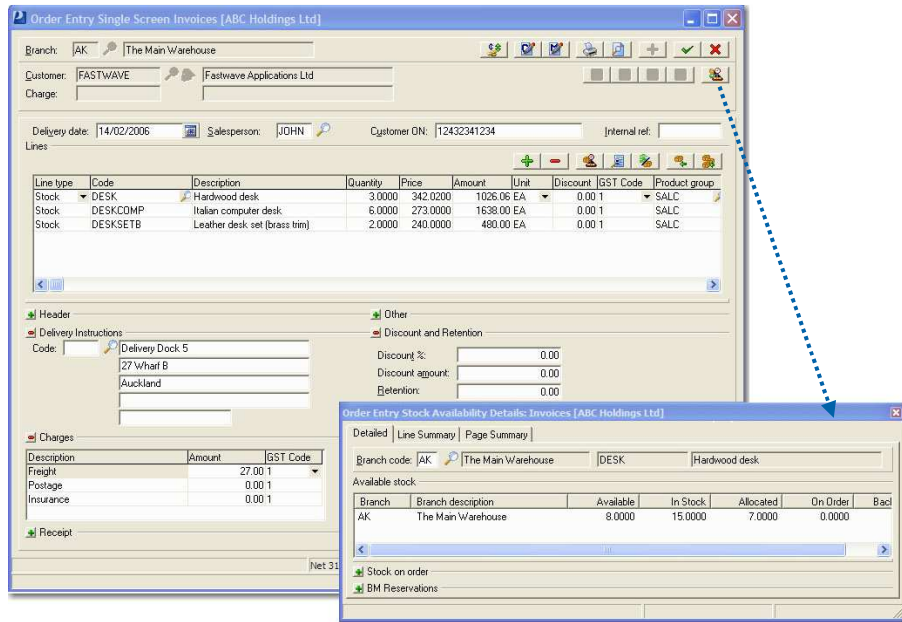 Order Entry Single Screen Invoices [ABC Holdings Ltd]
Branch: AK The Main Warehouse
Customer: FASTWAVE Fastwave Applications Ltd
Charge:
Delivery date: 14/02/2006 Salesperson: JOHN Customer ON: 12432341234 Internal ref:
Lines
Line type Code Description Quantity Price Amount Unit Discount GST Code Product group
Stock DESK Hardwood desk 3.0000 342.0200 1026.06 EA 0.00 1 SALC
Stock DESKCOMP Italian computer desk 6.0000 273.0000 1638.00 EA 0.00 1 SALC
Stock DESKSETB Leather desk set (brass trim) 2.0000 240.0000 480.00 EA 0.00 1 SALC
Header Other
Delivery Instructions Discount and Retention
Code: Delivery Dock 5
27 Wharf B
Auckland
Discount %: 0.00
Discount amount: 0.00
Retention: 0.00
Charges
Description Amount GST Code
Freight 27.00 1
Postage 0.00 1
Insurance 0.00 1
Receipt
Net 31
Order Entry Stock Availability Details: Invoices [ABC Holdings Ltd]
Detailed Line Summary Page Summary
Branch code: AK The Main Warehouse DESK Hardwood desk
Available stock
Branch Branch description Available In Stock Allocated On Order Bacl
AK The Main Warehouse 8.0000 15.0000 7.0000 0.0000
Stock on order
BM Reservations